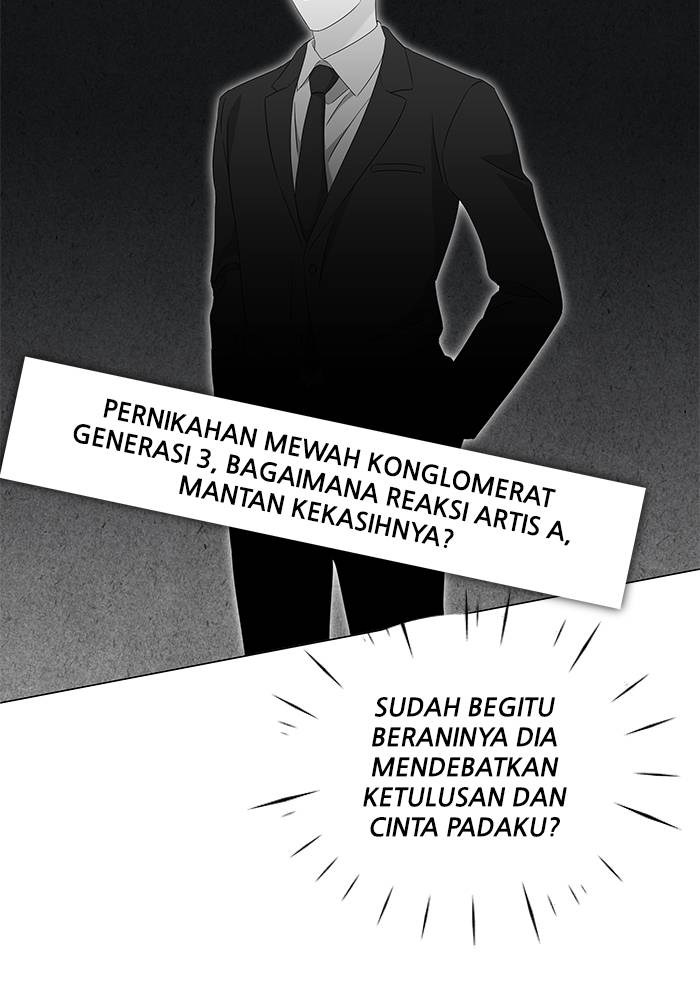 PERNIKAHAN MEWAH KONGLOMERAT
GENERASI 3, BAGAIMANA REAKSI ARTIS A,
MANTAN KEKASIHNYA?
SUDAH BEGITU
BERANINYA DIA
MENDEBATKAN
KETULUSAN DAN
CINTA PADAKU?